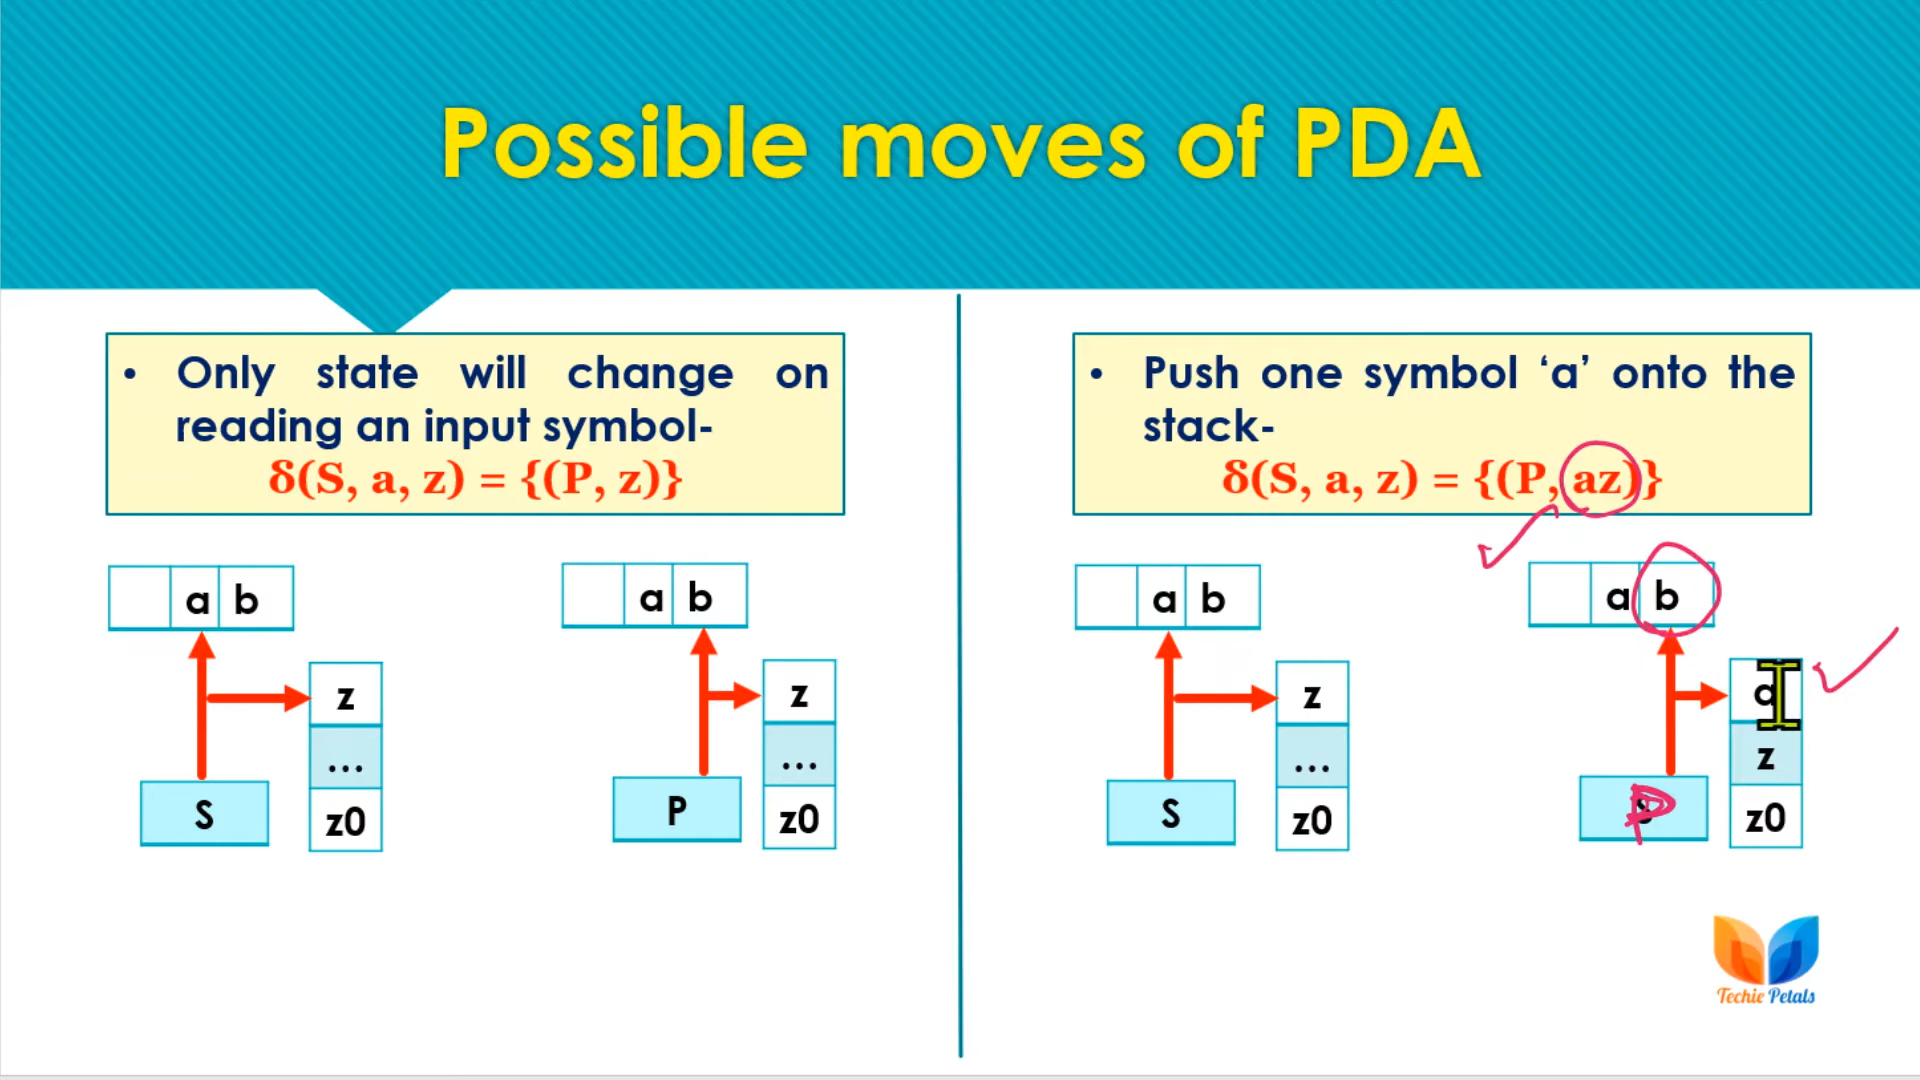 Possible moves of PDA
• Only state will change on
reading an input symbol-
δ(S, a, z) = {(P, z)}
a b
z
...
z0
S
a b
z
...
z0
P
• Push one symbol ‘a’ onto the
stack-
δ(S, a, z) = {(P, az)}
a b
z
...
z0
S
a b
a
z
z0
P
Techie Petals